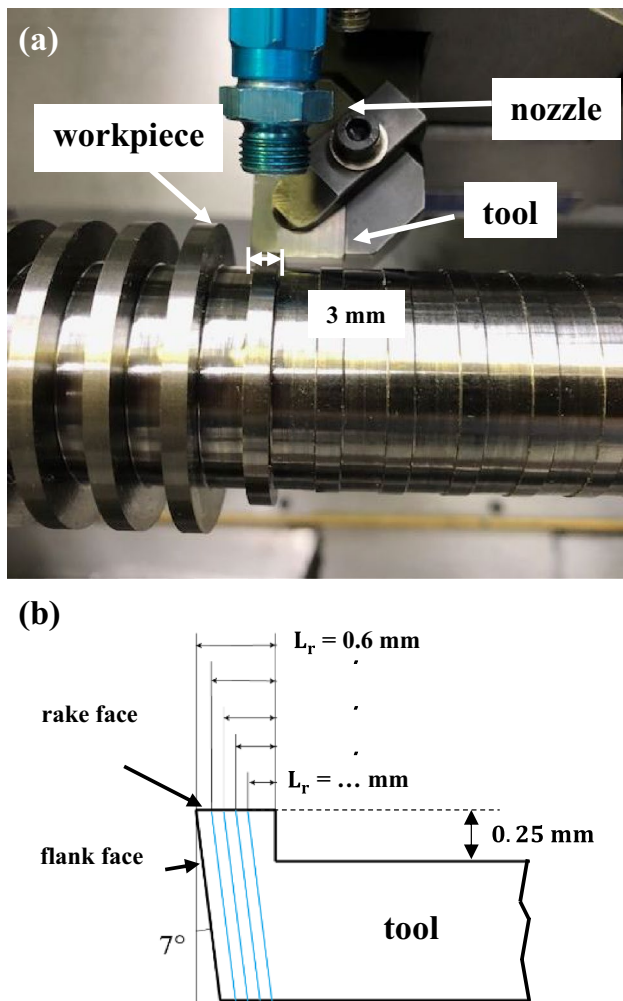 (a)
nozzle
workpiece
tool
3 mm
(b)
Lr = 0.6 mm
rake face
Lr = ... mm
0.25 mm
flank face
7°
tool